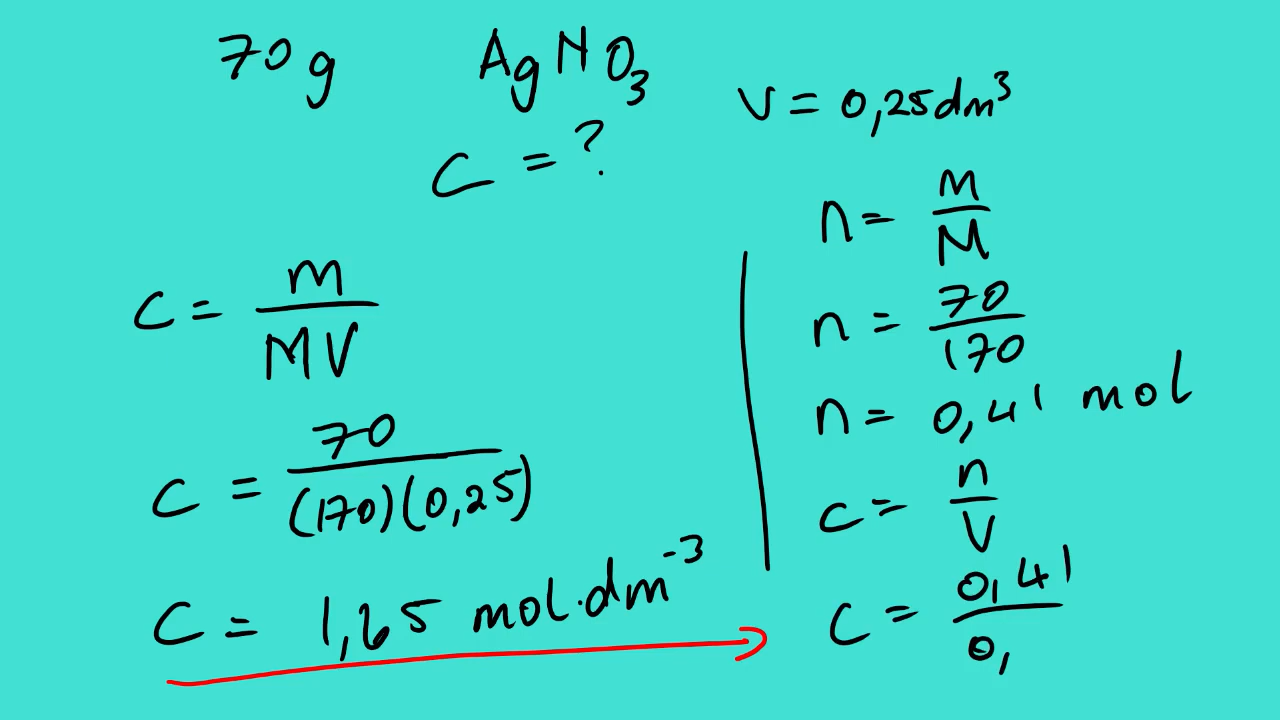 70g AgNO₃
V = 0,25dm³
C = ?
C = m/MV
C = 70/(170)(0,25)
C = 1,65 mol·dm⁻³
n = m/M
n = 70/170
n = 0,41 mol
C = n/V
C = 0,41/0,